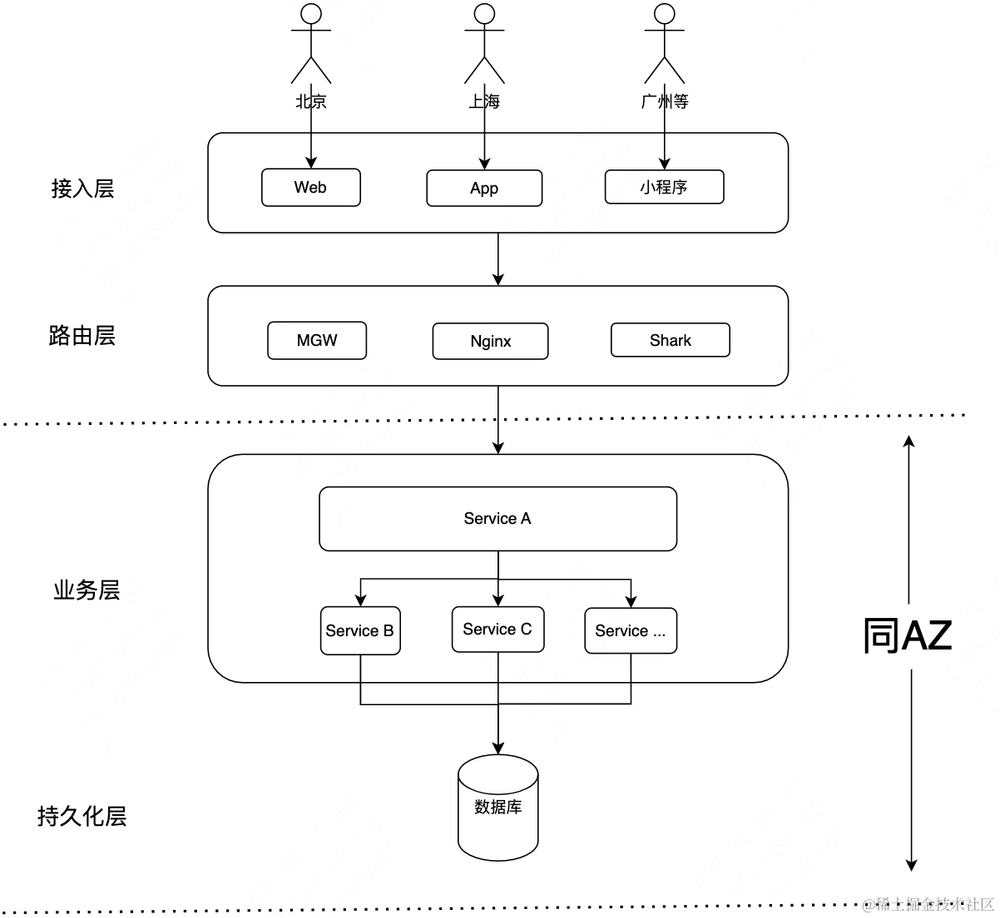 北京
上海
广州等
接入层
Web
App
小程序
路由层
MGW
Nginx
Shark
业务层
Service A
Service B
Service C
Service ...
同AZ
持久化层
数据库
@稀土掘金技术社区